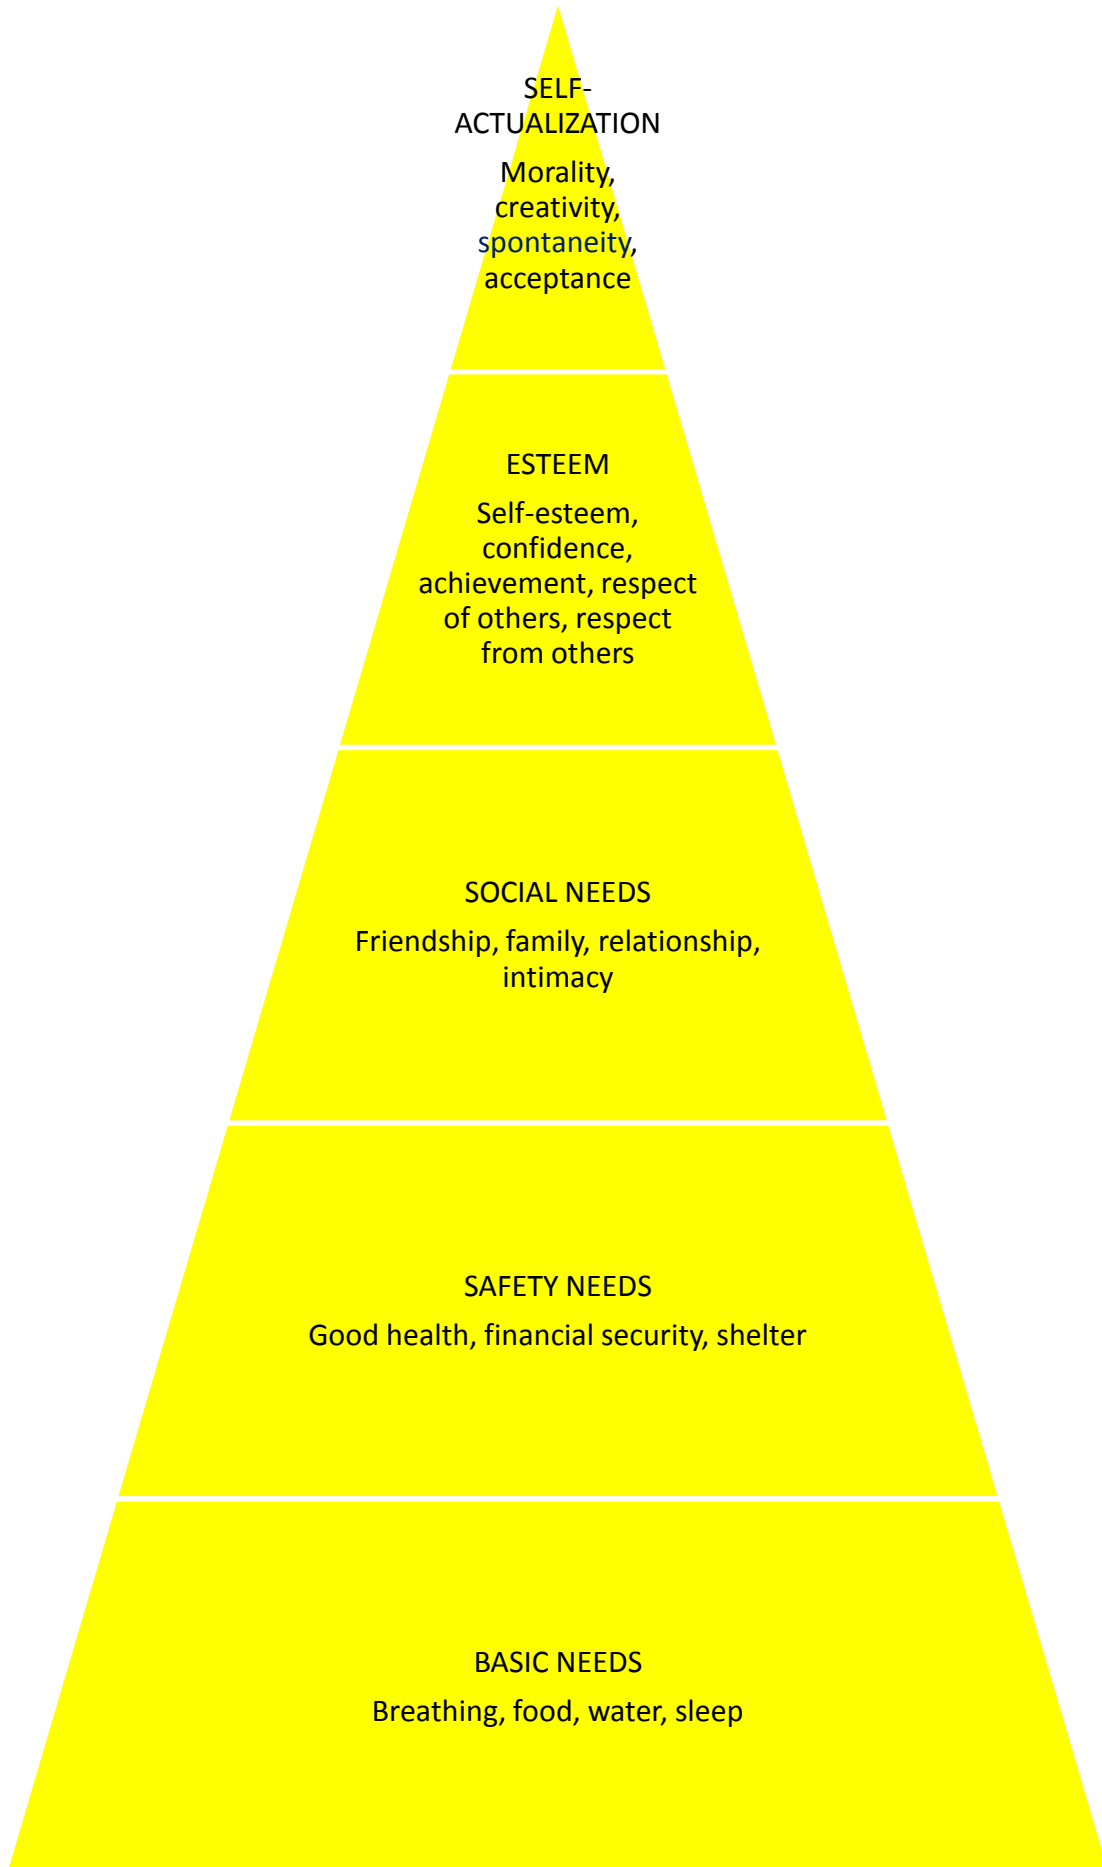 SELF-
ACTUALIZATION
Morality,
creativity,
spontaneity,
acceptance
ESTEEM
Self-esteem,
confidence,
achievement, respect
of others, respect
from others
SOCIAL NEEDS
Friendship, family, relationship,
intimacy
SAFETY NEEDS
Good health, financial security, shelter
BASIC NEEDS
Breathing, food, water, sleep